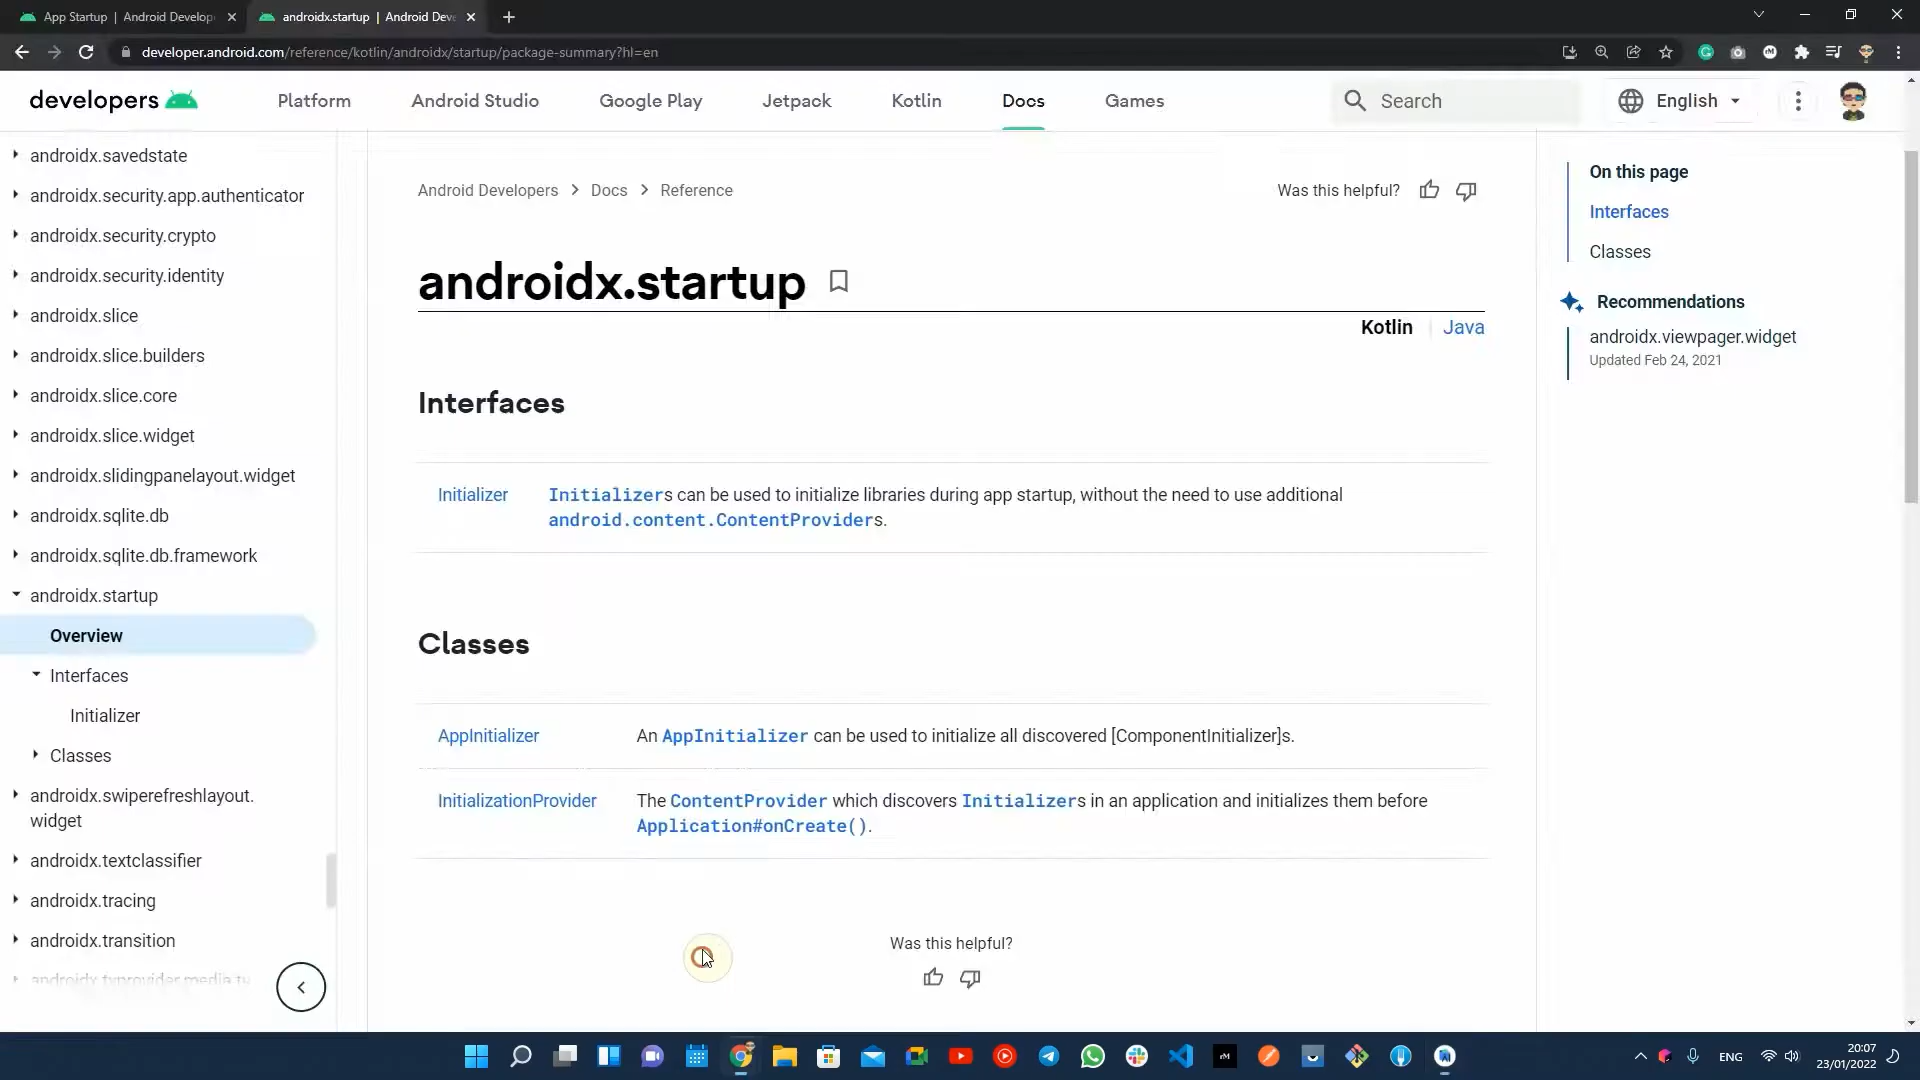 App Startup | Android Develop
androidx.startup | Android Deve
developer.android.com/reference/kotlin/androidx/startup/package-summary?hl=en
developers
Platform
Android Studio
Google Play
Jetpack
Kotlin
Docs
Games
Search
English
androidx.savedstate
androidx.security.app.authenticator
androidx.security.crypto
androidx.security.identity
androidx.slice
androidx.slice.builders
androidx.slice.core
androidx.slice.widget
androidx.slidingpanelayout.widget
androidx.sqlite.db
androidx.sqlite.db.framework
androidx.startup
Overview
Interfaces
Initializer
Classes
androidx.swiperefreshlayout.
widget
androidx.textclassifier
androidx.tracing
androidx.transition
Android Developers > Docs > Reference
Was this helpful?
androidx.startup
Kotlin | Java
Interfaces
Initializer
Initializers can be used to initialize libraries during app startup, without the need to use additional
android.content.ContentProviders.
Classes
AppInitializer
An AppInitializer can be used to initialize all discovered [ComponentInitializer]s.
InitializationProvider
The ContentProvider which discovers Initializers in an application and initializes them before
Application#onCreate().
Was this helpful?
On this page
Interfaces
Classes
Recommendations
androidx.viewpager.widget
Updated Feb 24, 2021
ENG
20:07
23/01/2022